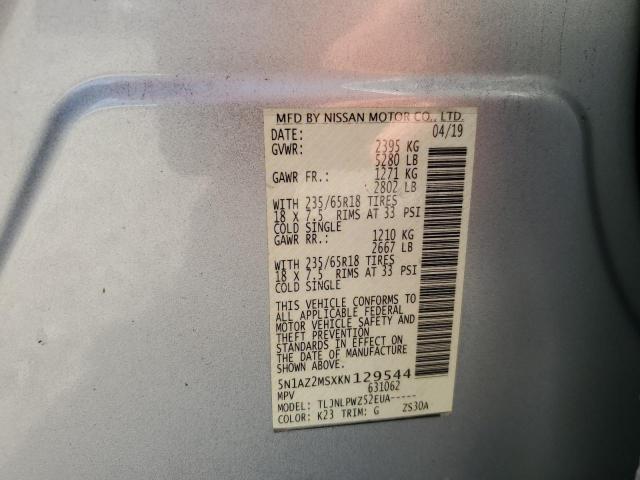 MFD BY NISSAN MOTOR CO., LTD.
DATE: 04/19
GVWR: 2395 KG
5280 LB
GAWR FR.: 1271 KG
2802 LB
WITH 235/65R18 TIRES
18 X 7.5 RIMS AT 33 PSI
COLD SINGLE
GAWR RR.: 1210 KG
2667 LB
WITH 235/65R18 TIRES
18 X 7.5 RIMS AT 33 PSI
COLD SINGLE
THIS VEHICLE CONFORMS TO
ALL APPLICABLE FEDERAL
MOTOR VEHICLE SAFETY AND
THEFT PREVENTION
STANDARDS IN EFFECT ON
THE DATE OF MANUFACTURE
SHOWN ABOVE.
5N1AZ2MSXKN129544
MPV 631062
MODEL: TLJNLPWZ52EUA-----
COLOR: K23 TRIM: G ZS30A